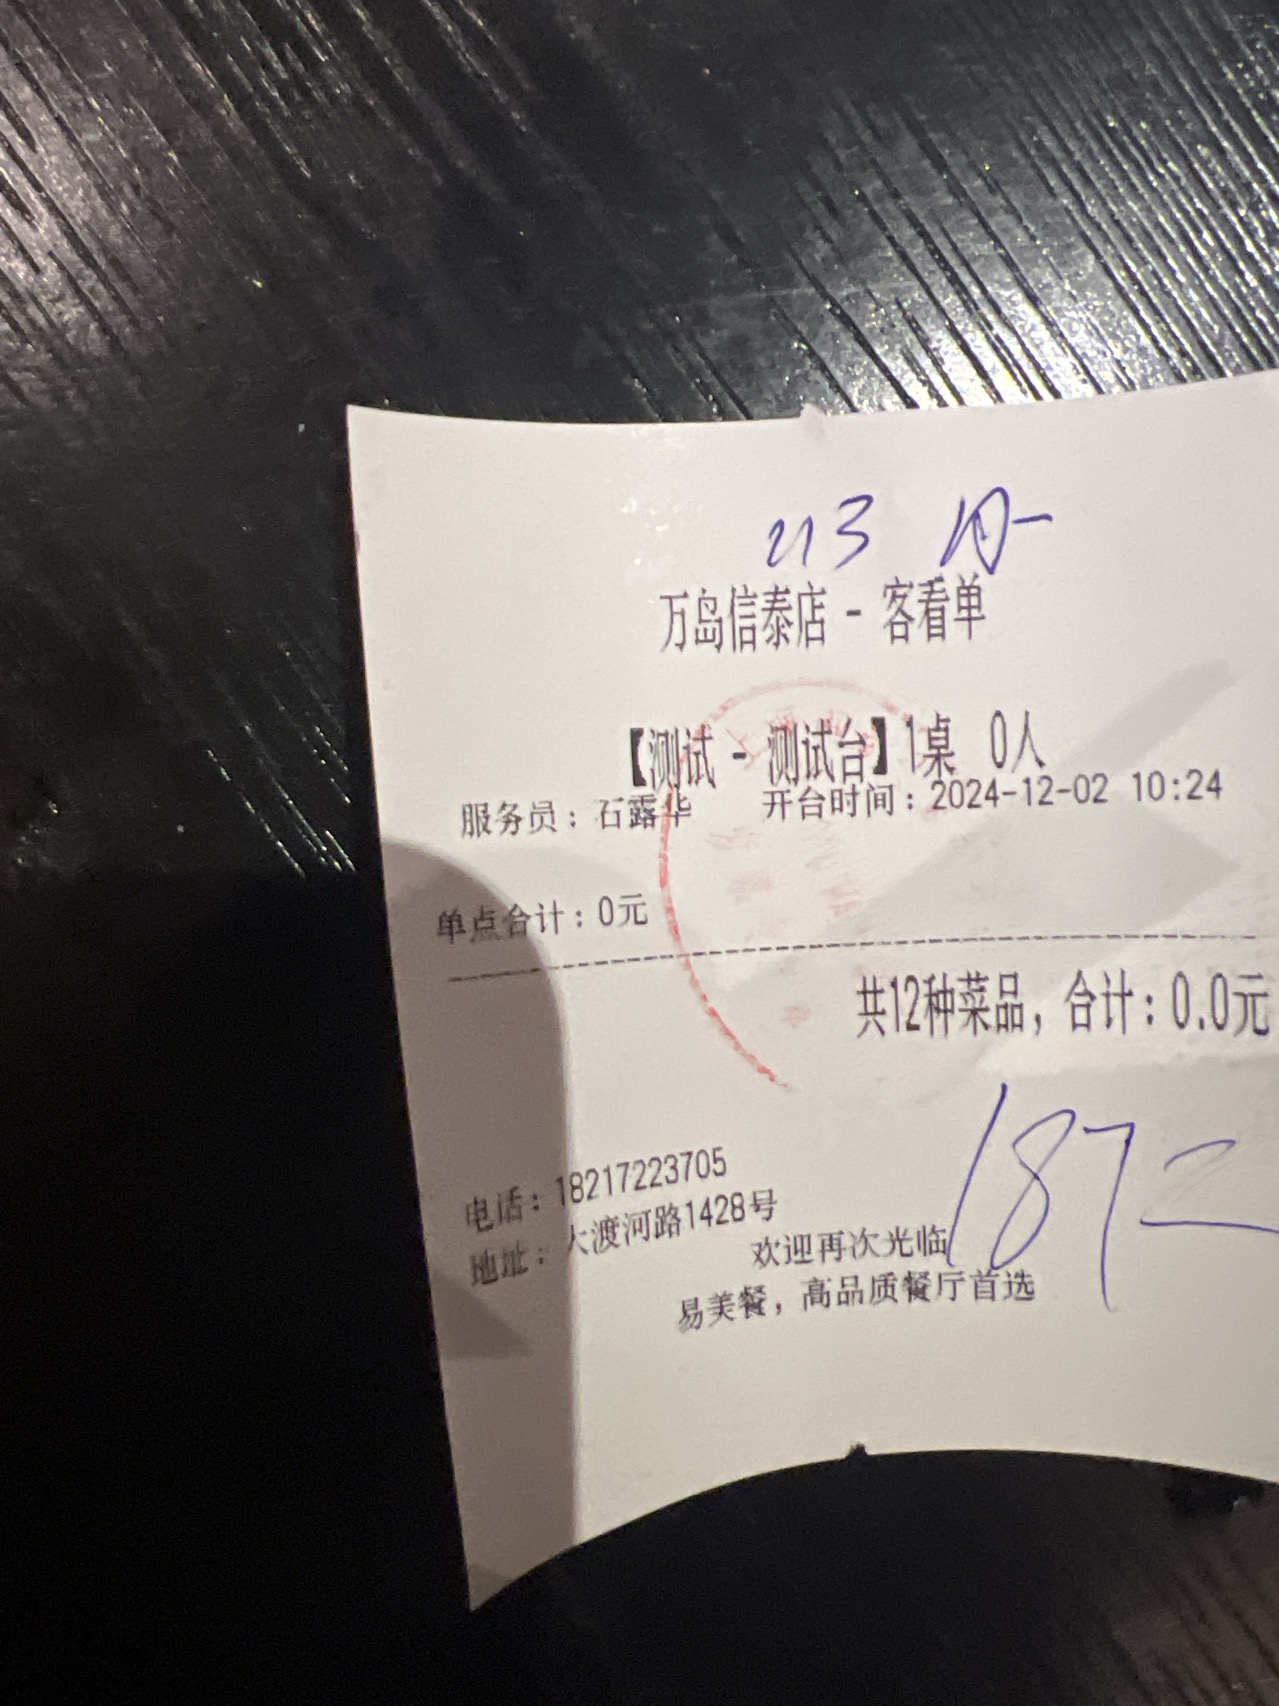 213
万岛信泰店 - 客看单
【测试 - 测试台】1桌 0人
服务员：石露华 开台时间：2024-12-02 10:24
单点合计：0元
共12种菜品，合计：0.0元
187
电话：18217223705
地址：大渡河路1428号
欢迎再次光临
易美餐，高品质餐厅首选